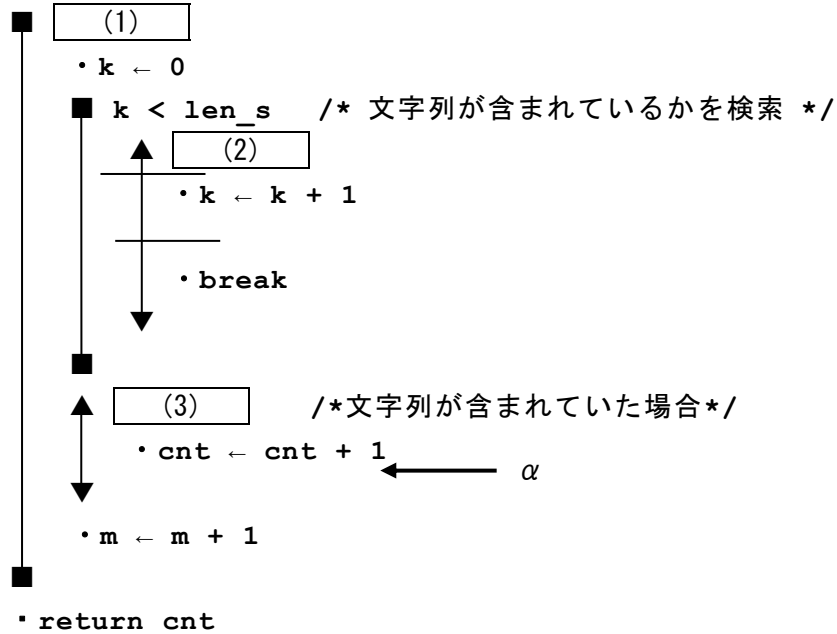 (1)
・k ← 0
k < len_s /* 文字列が含まれているかを検索 */
(2)
・k ← k + 1
・break
(3) /*文字列が含まれていた場合*/
・cnt ← cnt + 1
α
・m ← m + 1
・return cnt